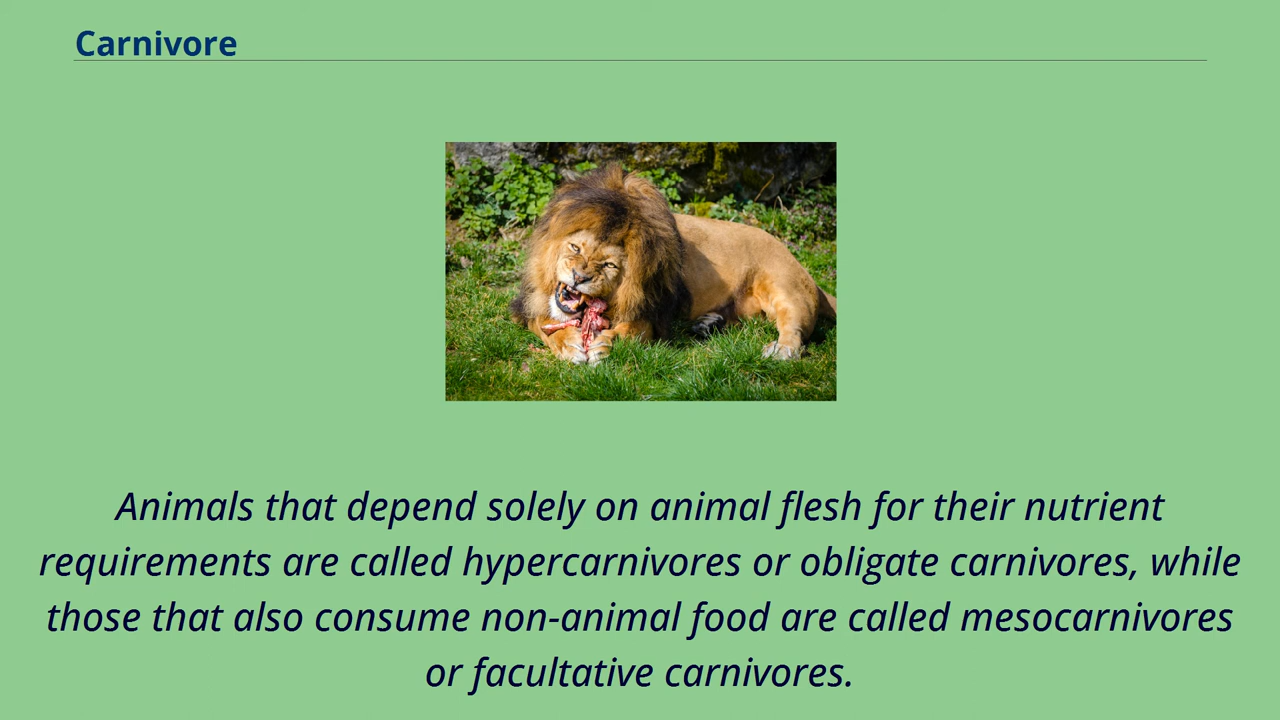 Carnivore
Animals that depend solely on animal flesh for their nutrient
requirements are called hypercarnivores or obligate carnivores, while
those that also consume non-animal food are called mesocarnivores
or facultative carnivores.